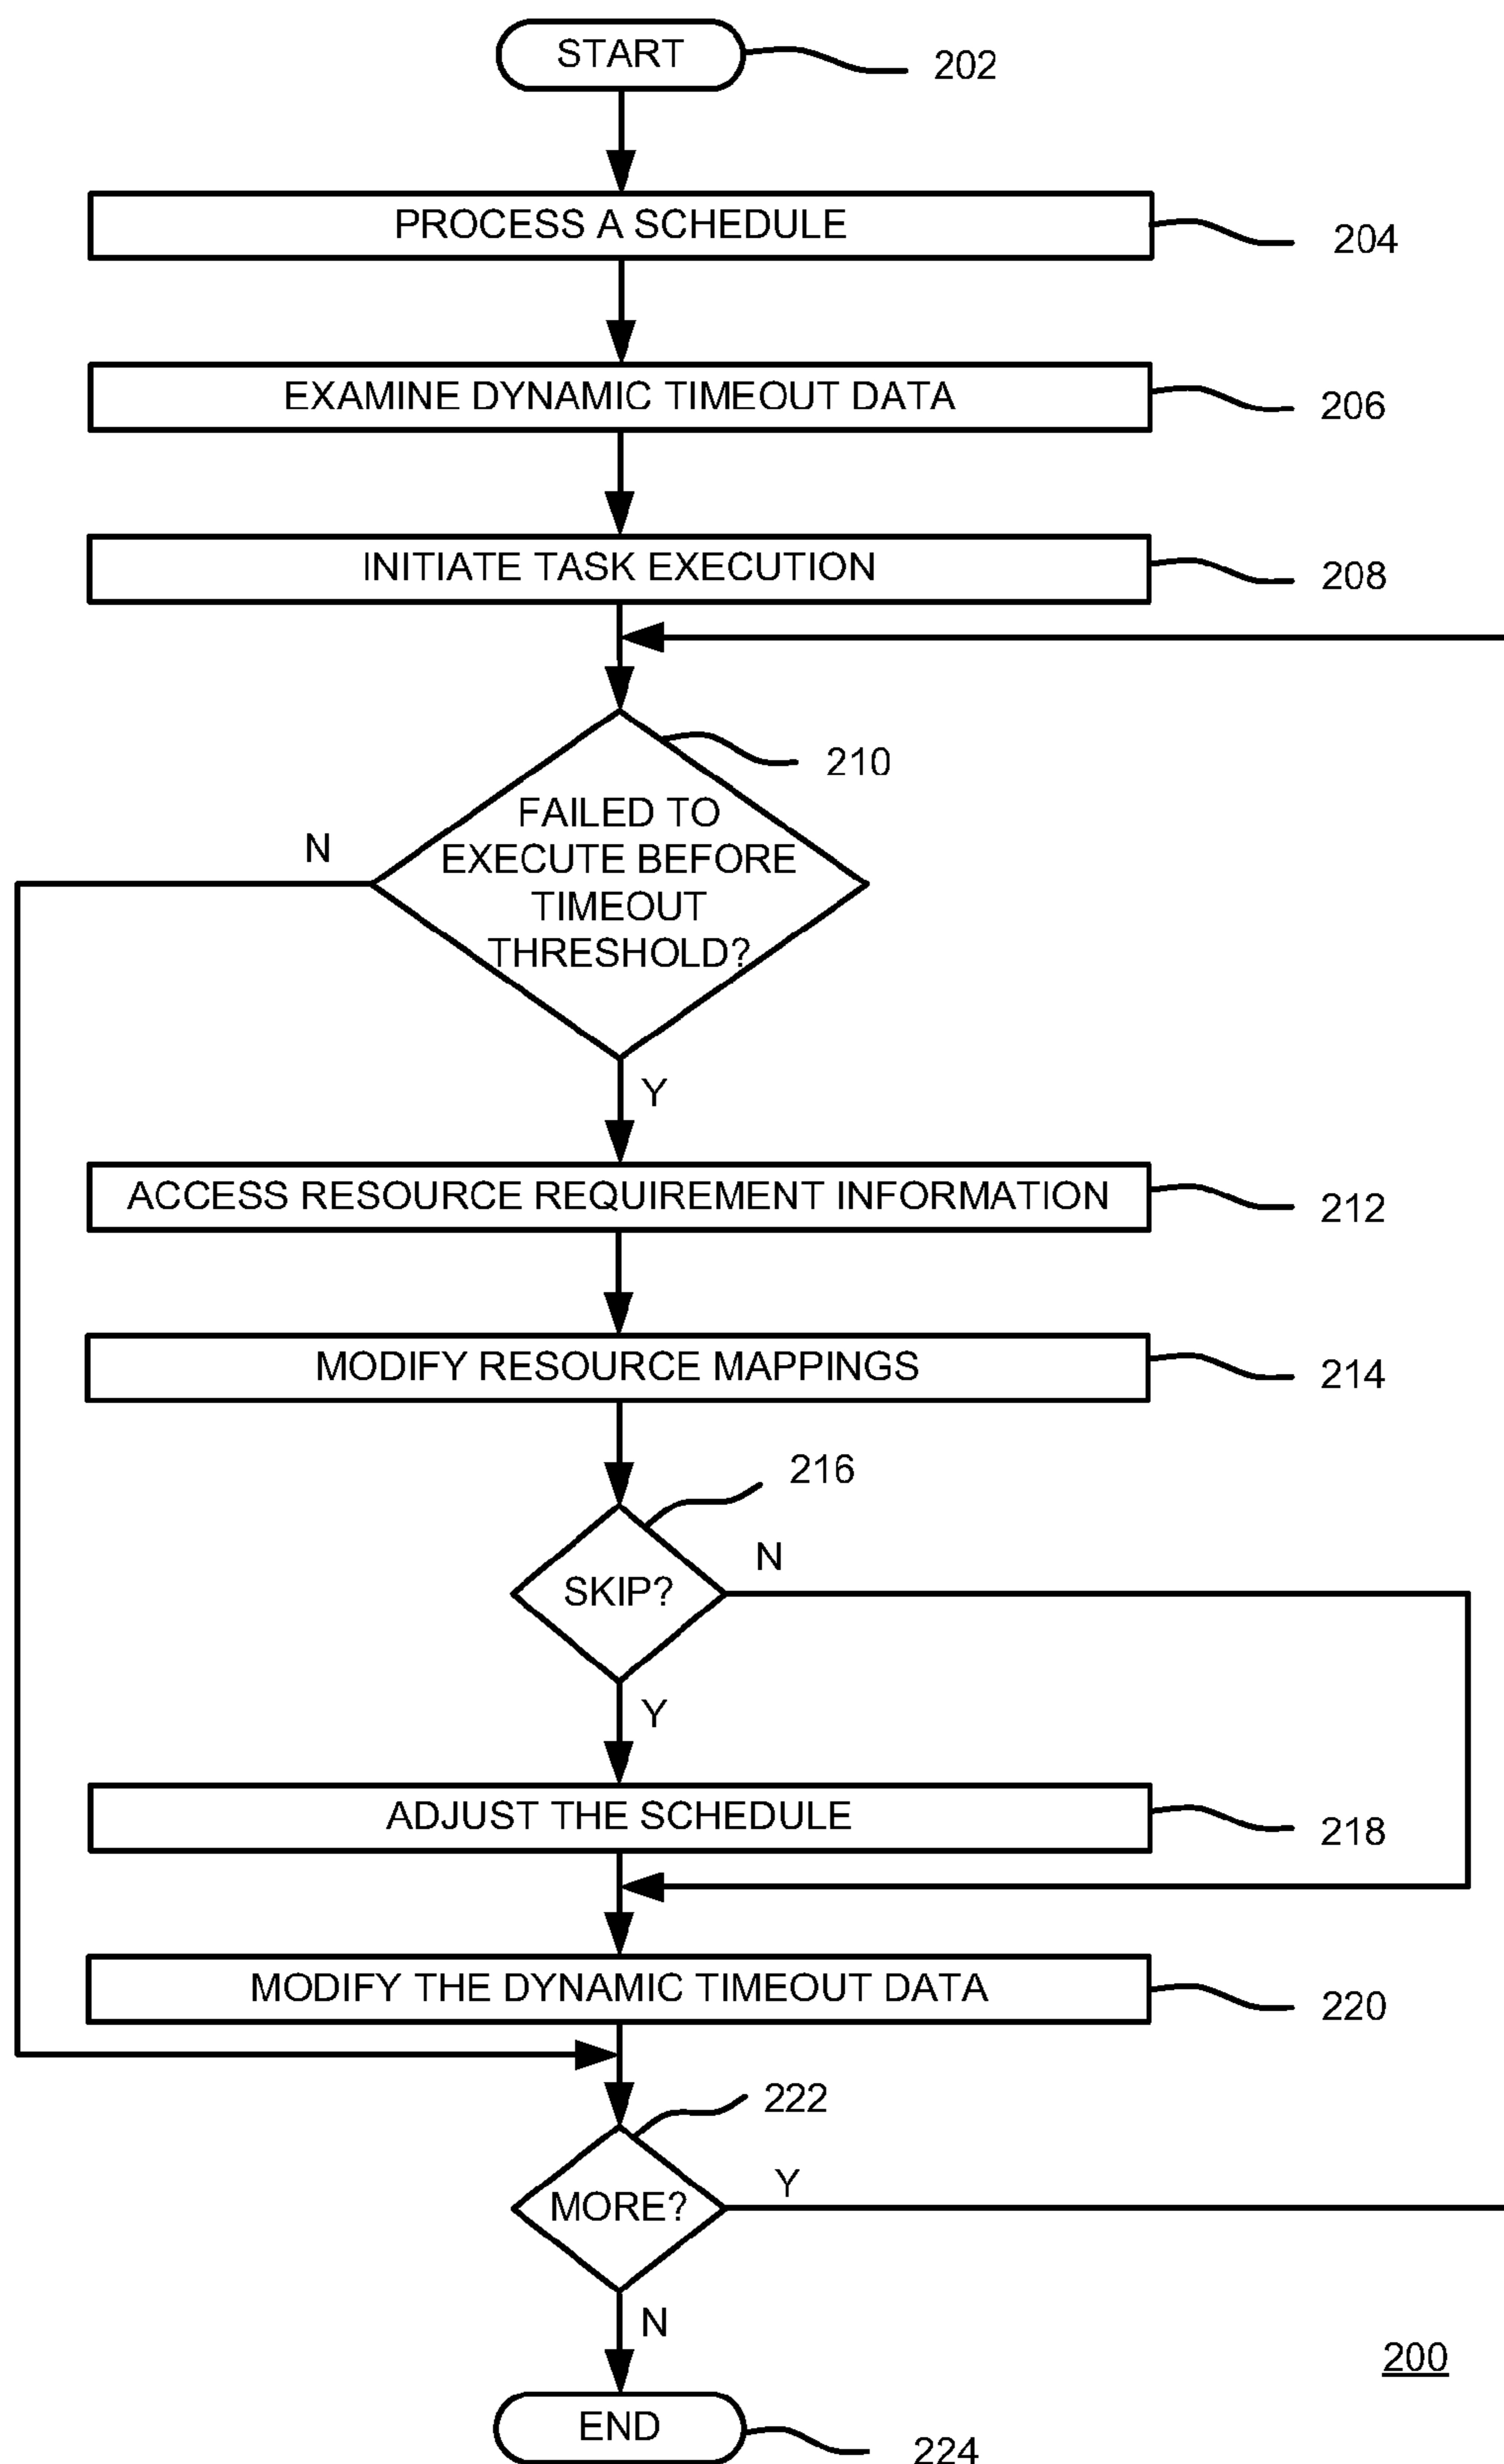 START
202
PROCESS A SCHEDULE
204
EXAMINE DYNAMIC TIMEOUT DATA
206
INITIATE TASK EXECUTION
208
210
FAILED TO
EXECUTE BEFORE
TIMEOUT
THRESHOLD?
N
Y
ACCESS RESOURCE REQUIREMENT INFORMATION
212
MODIFY RESOURCE MAPPINGS
214
216
SKIP?
N
Y
ADJUST THE SCHEDULE
218
MODIFY THE DYNAMIC TIMEOUT DATA
220
222
MORE?
Y
N
200
END
224